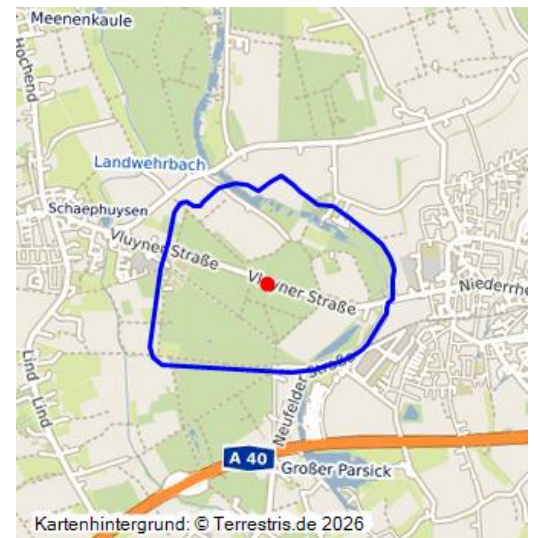 Meenenkaule
Hochend
Landwehrbach
Schaephuysen
Vluyner Straße
Vluyner Straße
Niederrhe
Lind
Lind
Neufelder Straße
A 40
Großer Parsick
Kartenhintergrund: © Terrestris.de 2026